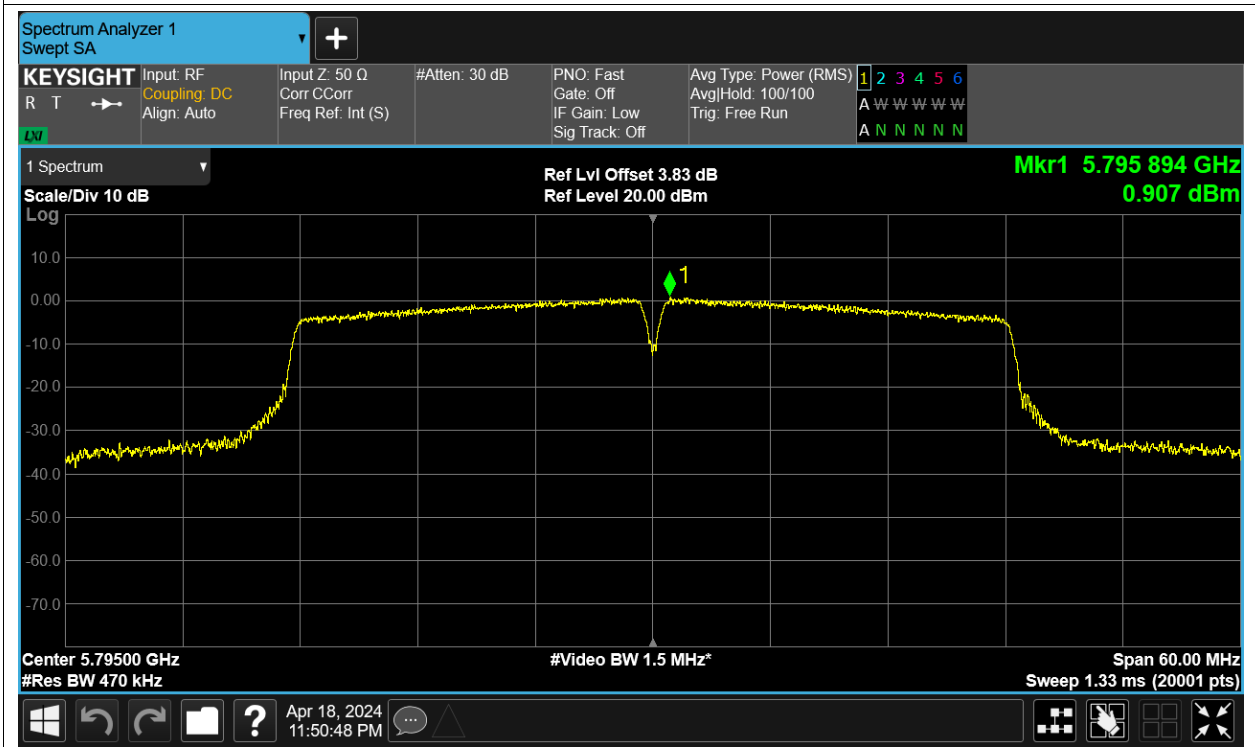 Spectrum Analyzer 1
Swept SA
KEYSIGHT
R T
LXI
Input: RF
Coupling: DC
Align: Auto
Input Z: 50 Ω
Corr CCorr
Freq Ref: Int (S)
#Atten: 30 dB
PNO: Fast
Gate: Off
IF Gain: Low
Sig Track: Off
Avg Type: Power (RMS)
Avg|Hold: 100/100
Trig: Free Run
1 2 3 4 5 6
A W W W W W
A N N N N N
1 Spectrum
Scale/Div 10 dB
Log
Ref Lvl Offset 3.83 dB
Ref Level 20.00 dBm
Mkr1 5.795 894 GHz
0.907 dBm
1
10.0
0.00
-10.0
-20.0
-30.0
-40.0
-50.0
-60.0
-70.0
Center 5.79500 GHz
#Res BW 470 kHz
#Video BW 1.5 MHz*
Span 60.00 MHz
Sweep 1.33 ms (20001 pts)
?
Apr 18, 2024
11:50:48 PM